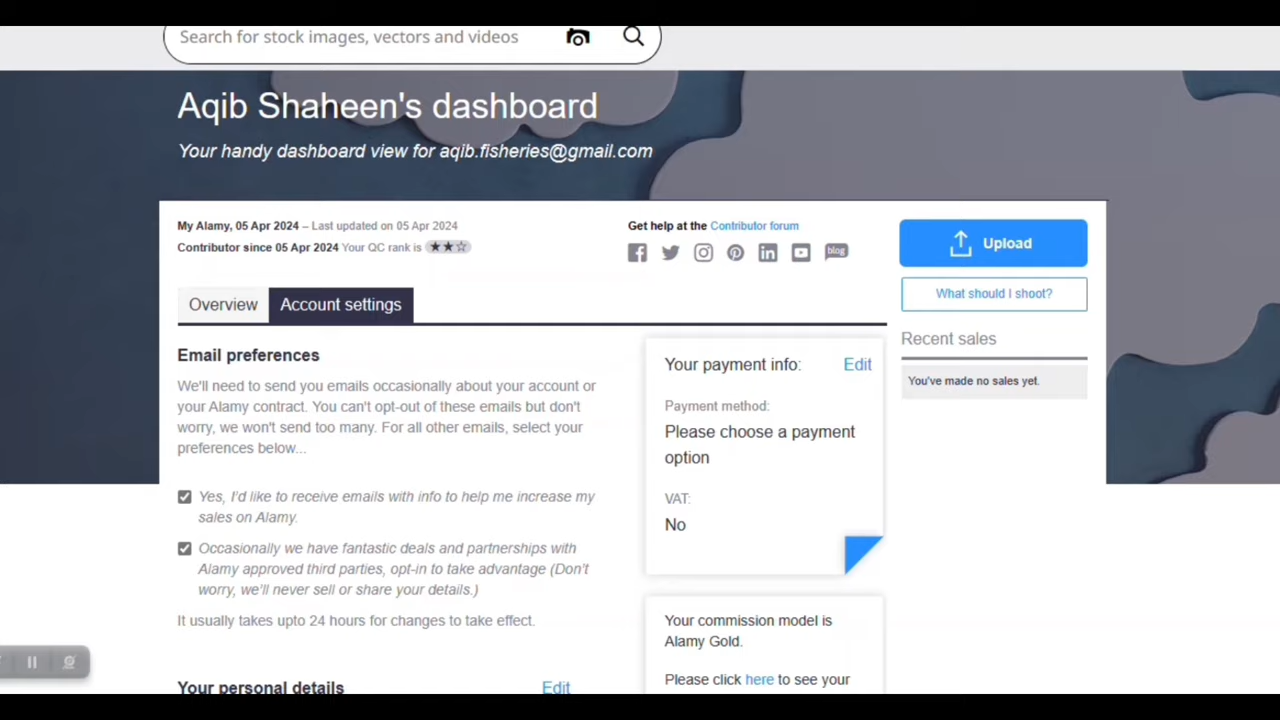 Search for stock images, vectors and videos
Aqib Shaheen's dashboard
Your handy dashboard view for aqib.fisheries@gmail.com
My Alamy, 05 Apr 2024 – Last updated on 05 Apr 2024
Contributor since 05 Apr 2024 Your QC rank is
Get help at the Contributor forum
blog
Upload
What should I shoot?
Recent sales
You've made no sales yet.
Overview
Account settings
Email preferences
We'll need to send you emails occasionally about your account or
your Alamy contract. You can't opt-out of these emails but don't
worry, we won't send too many. For all other emails, select your
preferences below...
Yes, I'd like to receive emails with info to help me increase my
sales on Alamy.
Occasionally we have fantastic deals and partnerships with
Alamy approved third parties, opt-in to take advantage (Don't
worry, we'll never sell or share your details.)
It usually takes upto 24 hours for changes to take effect.
Your personal details
Edit
Your payment info:
Edit
Payment method:
Please choose a payment
option
VAT:
No
Your commission model is
Alamy Gold.
Please click here to see your